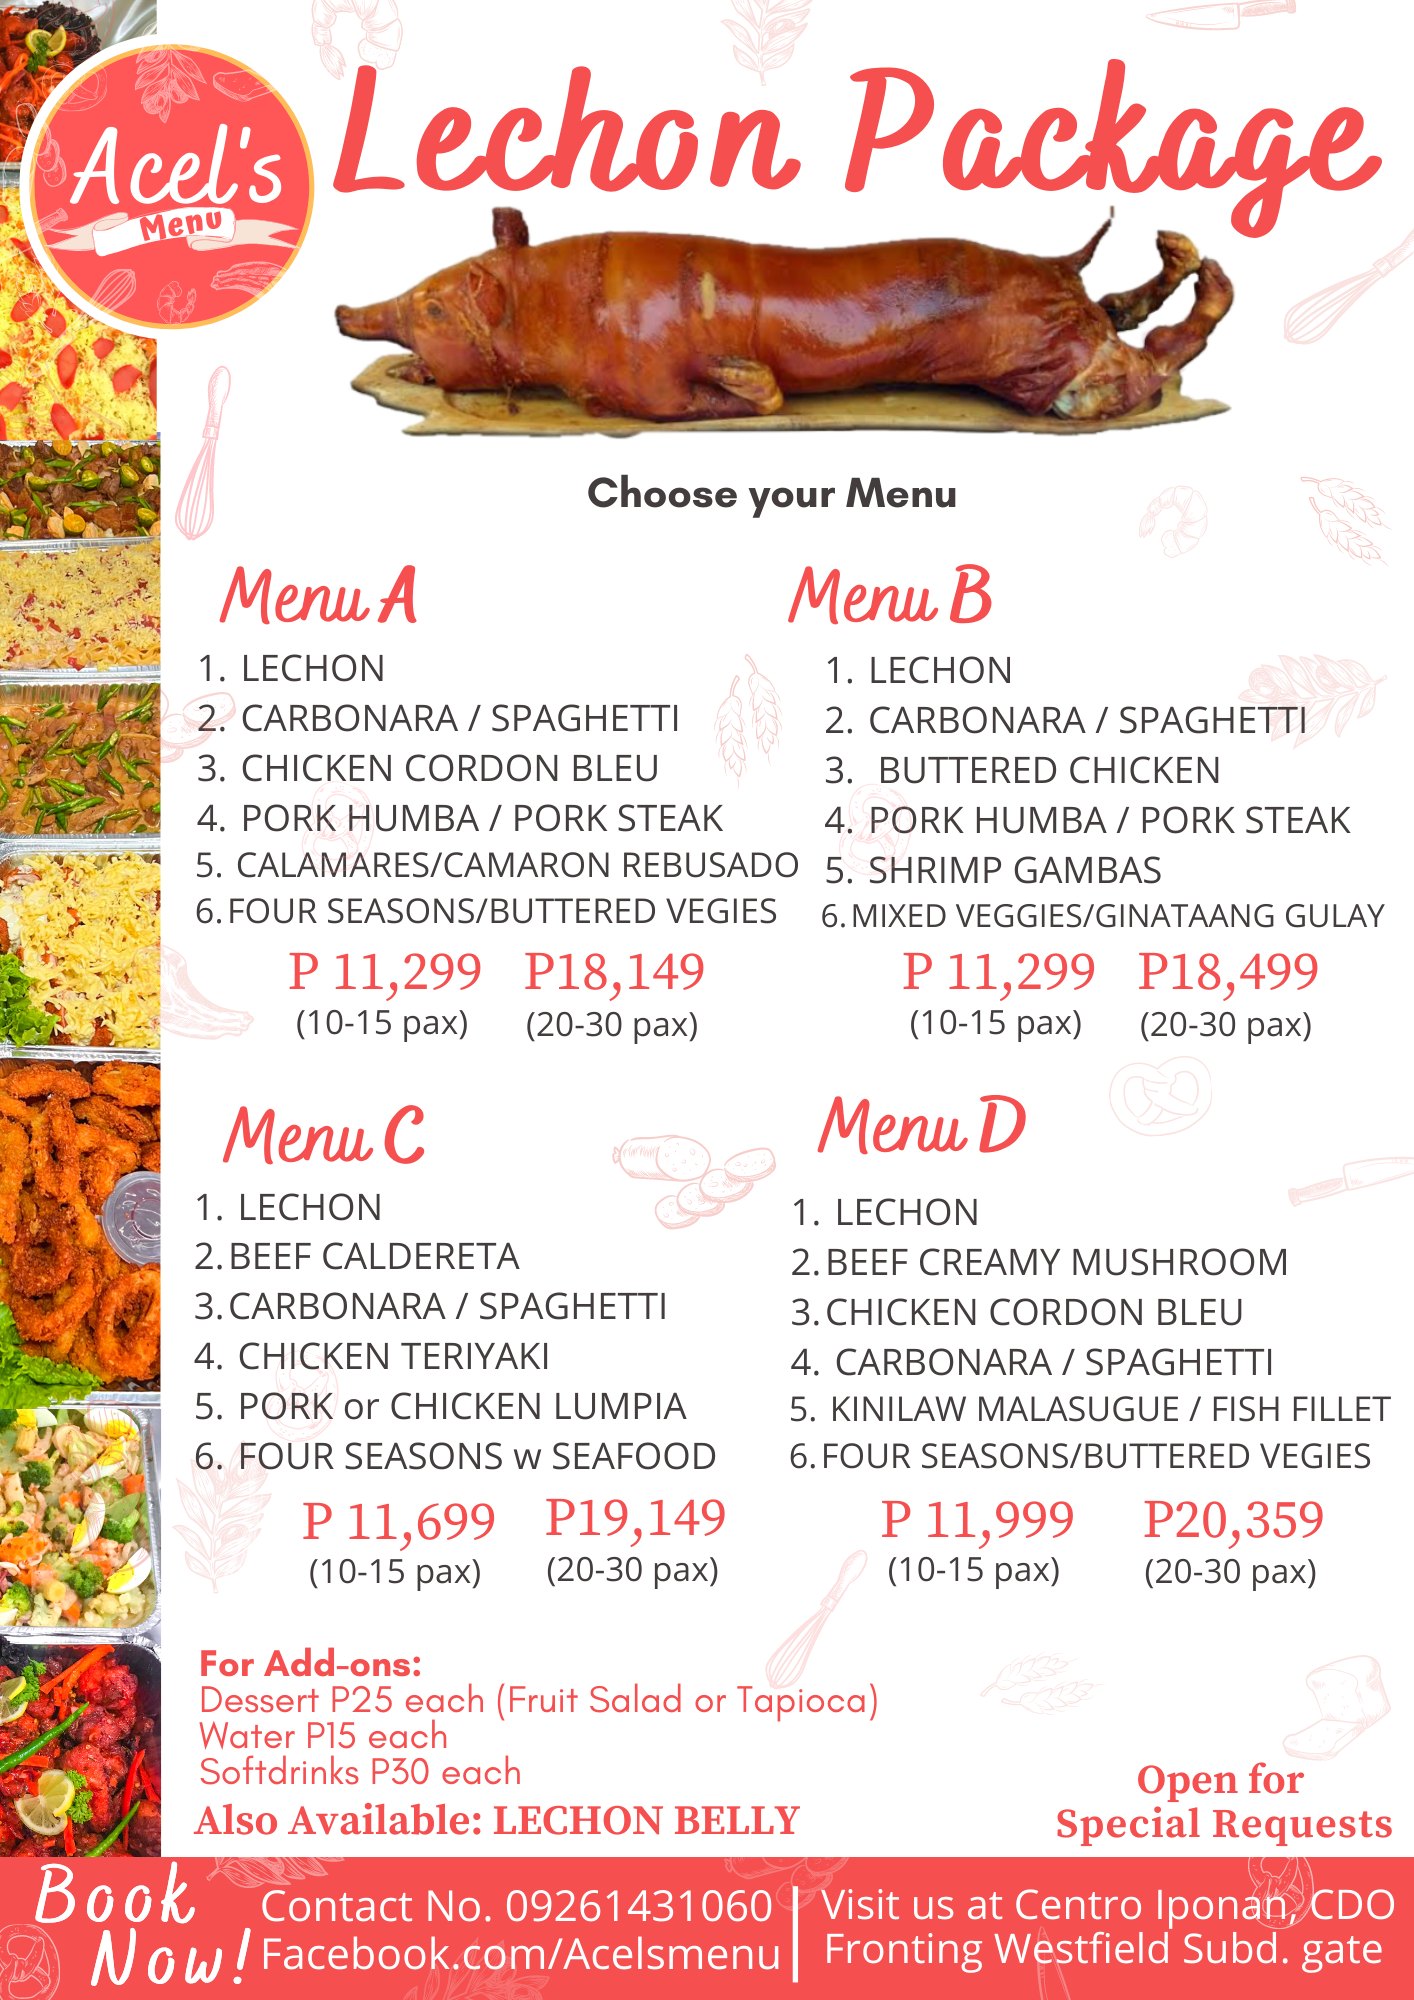 Acel's
Menu
Lechon Package
Choose your Menu
Menu A
1. LECHON
2. CARBONARA / SPAGHETTI
3. CHICKEN CORDON BLEU
4. PORK HUMBA / PORK STEAK
5. CALAMARES/CAMARON REBUSADO
6. FOUR SEASONS/BUTTERED VEGIES
P 11,299 P18,149
(10-15 pax) (20-30 pax)
Menu B
1. LECHON
2. CARBONARA / SPAGHETTI
3. BUTTERED CHICKEN
4. PORK HUMBA / PORK STEAK
5. SHRIMP GAMBAS
6. MIXED VEGGIES/GINATAANG GULAY
P 11,299 P18,499
(10-15 pax) (20-30 pax)
Menu C
1. LECHON
2. BEEF CALDERETA
3. CARBONARA / SPAGHETTI
4. CHICKEN TERIYAKI
5. PORK or CHICKEN LUMPIA
6. FOUR SEASONS w SEAFOOD
P 11,699 P19,149
(10-15 pax) (20-30 pax)
Menu D
1. LECHON
2. BEEF CREAMY MUSHROOM
3. CHICKEN CORDON BLEU
4. CARBONARA / SPAGHETTI
5. KINILAW MALASUGUE / FISH FILLET
6. FOUR SEASONS/BUTTERED VEGIES
P 11,999 P20,359
(10-15 pax) (20-30 pax)
For Add-ons:
Dessert P25 each (Fruit Salad or Tapioca)
Water P15 each
Softdrinks P30 each
Also Available: LECHON BELLY
Open for
Special Requests
Book
Now!
Contact No. 09261431060
Facebook.com/Acelsmenu
Visit us at Centro Iponan, CDO
Fronting Westfield Subd. gate